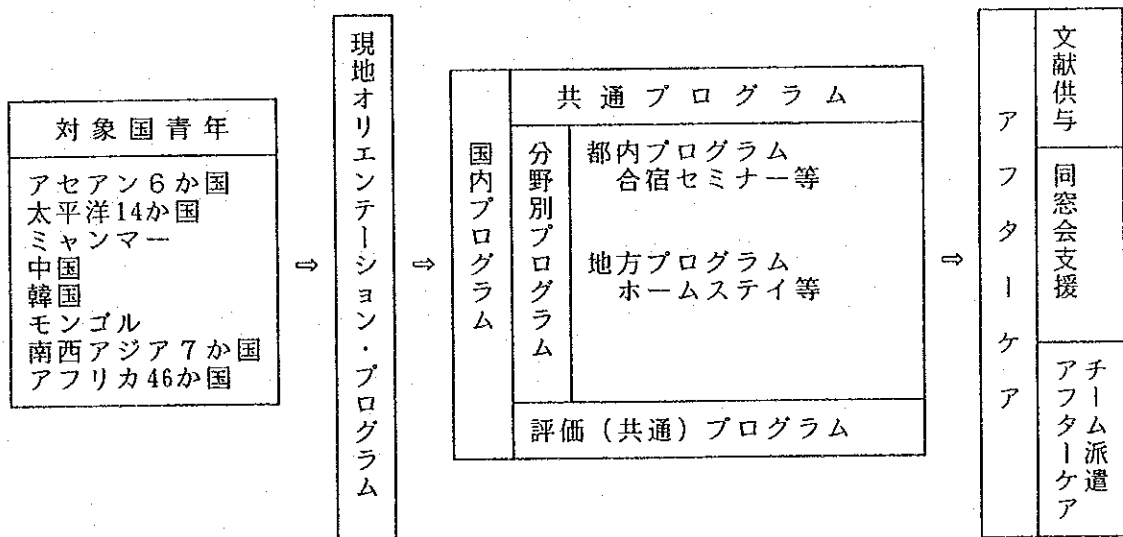 対象国青年
アセアン6か国
太平洋14か国
ミャンマー
中国
韓国
モンゴル
南西アジア7か国
アフリカ46か国
⇒
現地オリエンテーション・プログラム
⇒
国内プログラム
共通プログラム
分野別プログラム
都内プログラム
合宿セミナー等
地方プログラム
ホームステイ等
評価(共通)プログラム
⇒
アフターケア
文献供与
同窓会支援
チーム派遣
アフターケア